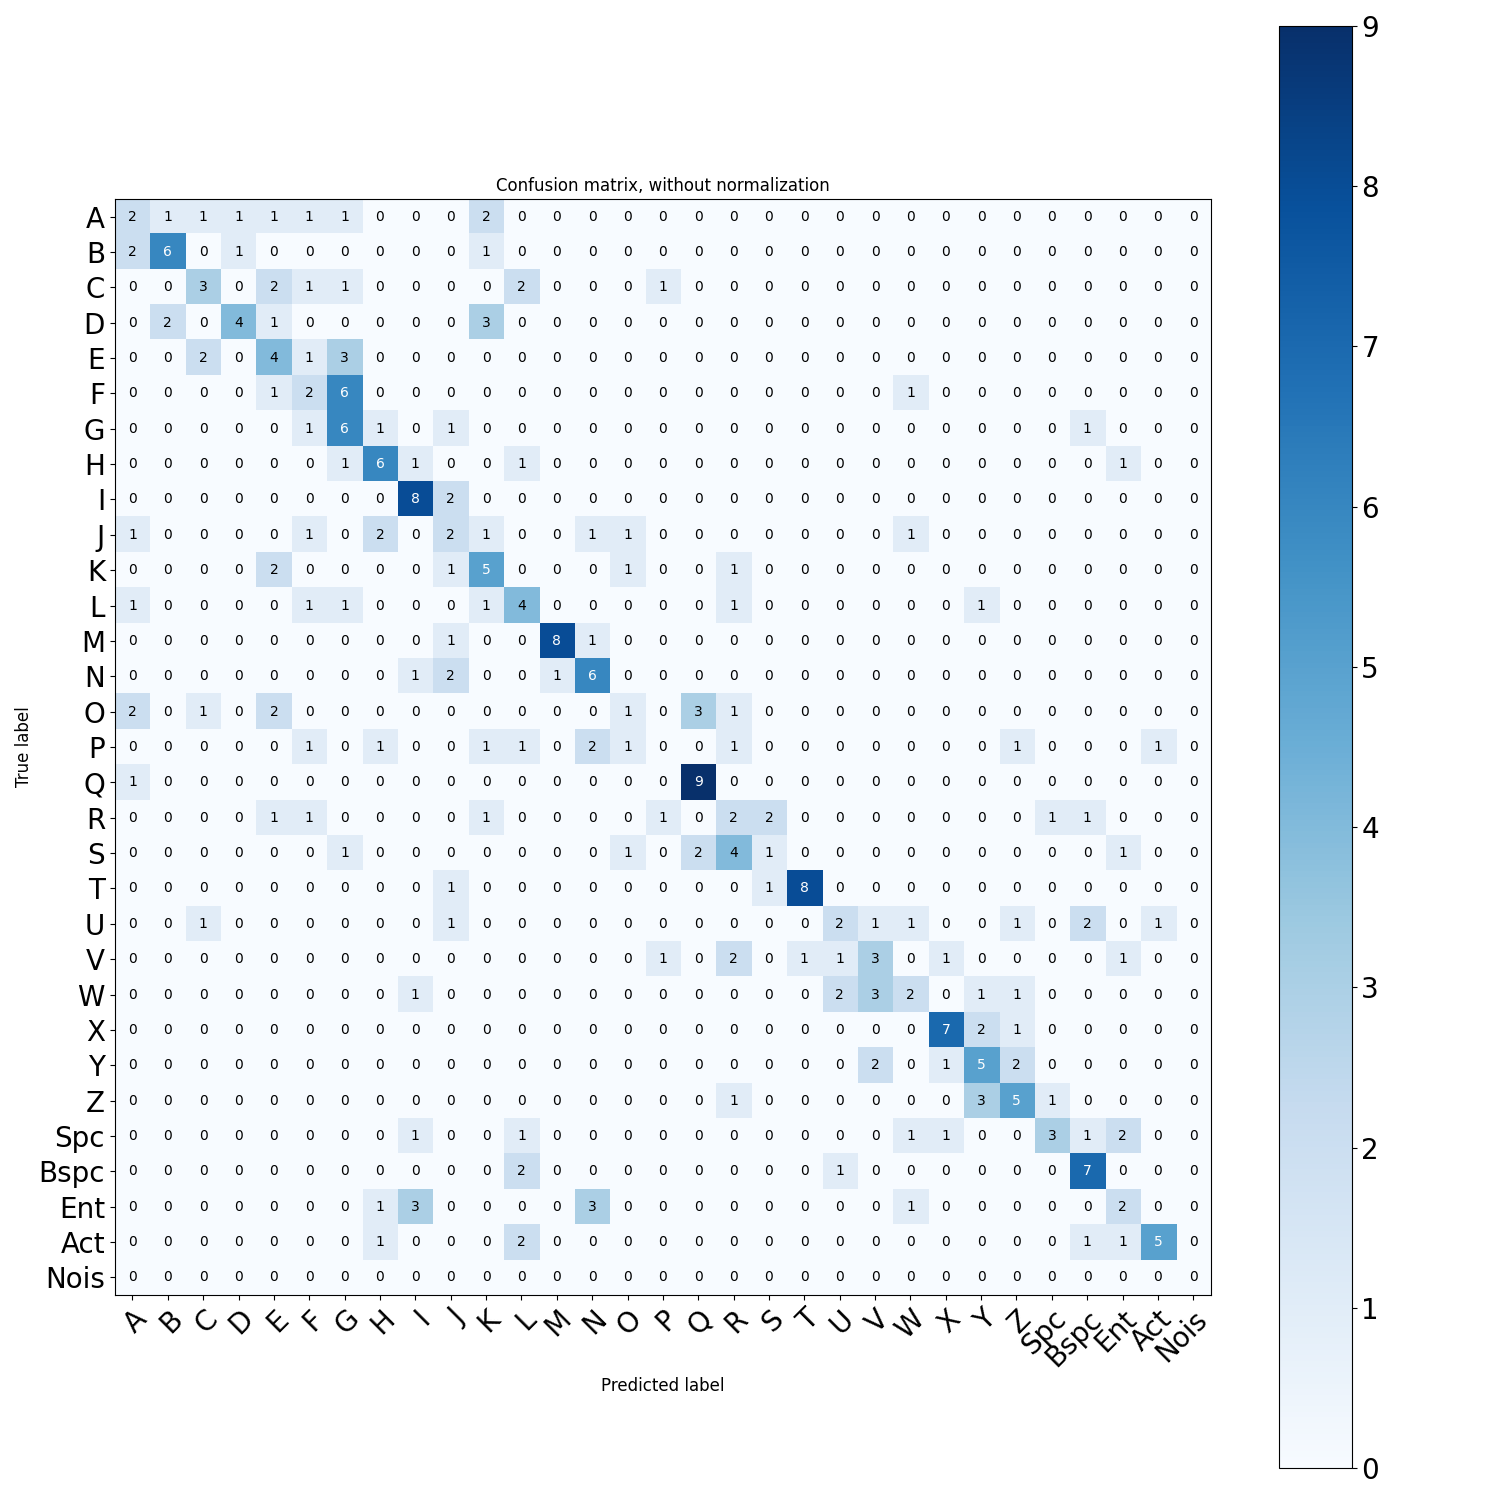 Confusion matrix, without normalization
A 2 1 1 1 1 1 1 0 0 0 2 0 0 0 0 0 0 0 0 0 0 0 0 0 0 0 0 0 0 0 0
B 2 6 0 1 0 0 0 0 0 0 1 0 0 0 0 0 0 0 0 0 0 0 0 0 0 0 0 0 0 0 0
C 0 0 3 0 2 1 1 0 0 0 0 2 0 0 0 1 0 0 0 0 0 0 0 0 0 0 0 0 0 0 0
D 0 2 0 4 1 0 0 0 0 0 3 0 0 0 0 0 0 0 0 0 0 0 0 0 0 0 0 0 0 0 0
E 0 0 2 0 4 1 3 0 0 0 0 0 0 0 0 0 0 0 0 0 0 0 0 0 0 0 0 0 0 0 0
F 0 0 0 0 1 2 6 0 0 0 0 0 0 0 0 0 0 0 0 0 0 0 1 0 0 0 0 0 0 0 0
G 0 0 0 0 0 1 6 1 0 1 0 0 0 0 0 0 0 0 0 0 0 0 0 0 0 0 0 1 0 0 0
H 0 0 0 0 0 0 1 6 1 0 0 1 0 0 0 0 0 0 0 0 0 0 0 0 0 0 0 0 1 0 0
I 0 0 0 0 0 0 0 0 8 2 0 0 0 0 0 0 0 0 0 0 0 0 0 0 0 0 0 0 0 0 0
J 1 0 0 0 0 1 0 2 0 2 1 0 0 1 1 0 0 0 0 0 0 0 1 0 0 0 0 0 0 0 0
K 0 0 0 0 2 0 0 0 0 1 5 0 0 0 1 0 0 1 0 0 0 0 0 0 0 0 0 0 0 0 0
L 1 0 0 0 0 1 1 0 0 0 1 4 0 0 0 0 0 1 0 0 0 0 0 0 1 0 0 0 0 0 0
M 0 0 0 0 0 0 0 0 0 1 0 0 8 1 0 0 0 0 0 0 0 0 0 0 0 0 0 0 0 0 0
N 0 0 0 0 0 0 0 0 1 2 0 0 1 6 0 0 0 0 0 0 0 0 0 0 0 0 0 0 0 0 0
O 2 0 1 0 2 0 0 0 0 0 0 0 0 0 1 0 3 1 0 0 0 0 0 0 0 0 0 0 0 0 0
P 0 0 0 0 0 1 0 1 0 0 1 1 0 2 1 0 0 1 0 0 0 0 0 0 0 1 0 0 0 1 0
Q 1 0 0 0 0 0 0 0 0 0 0 0 0 0 0 0 9 0 0 0 0 0 0 0 0 0 0 0 0 0 0
R 0 0 0 0 1 1 0 0 0 0 1 0 0 0 0 1 0 2 2 0 0 0 0 0 0 0 1 1 0 0 0
S 0 0 0 0 0 0 1 0 0 0 0 0 0 0 1 0 2 4 1 0 0 0 0 0 0 0 0 0 1 0 0
T 0 0 0 0 0 0 0 0 0 1 0 0 0 0 0 0 0 0 1 8 0 0 0 0 0 0 0 0 0 0 0
U 0 0 1 0 0 0 0 0 0 1 0 0 0 0 0 0 0 0 0 0 2 1 1 0 0 1 0 2 0 1 0
V 0 0 0 0 0 0 0 0 0 0 0 0 0 0 0 1 0 2 0 1 1 3 0 1 0 0 0 0 1 0 0
W 0 0 0 0 0 0 0 0 1 0 0 0 0 0 0 0 0 0 0 0 2 3 2 0 1 1 0 0 0 0 0
X 0 0 0 0 0 0 0 0 0 0 0 0 0 0 0 0 0 0 0 0 0 0 0 7 2 1 0 0 0 0 0
Y 0 0 0 0 0 0 0 0 0 0 0 0 0 0 0 0 0 0 0 0 0 2 0 1 5 2 0 0 0 0 0
Z 0 0 0 0 0 0 0 0 0 0 0 0 0 0 0 0 0 1 0 0 0 0 0 0 3 5 1 0 0 0 0
Spc 0 0 0 0 0 0 0 0 1 0 0 1 0 0 0 0 0 0 0 0 0 0 1 1 0 0 3 1 2 0 0
Bspc 0 0 0 0 0 0 0 0 0 0 0 2 0 0 0 0 0 0 0 0 1 0 0 0 0 0 0 7 0 0 0
Ent 0 0 0 0 0 0 0 1 3 0 0 0 0 3 0 0 0 0 0 0 0 0 1 0 0 0 0 0 2 0 0
Act 0 0 0 0 0 0 0 1 0 0 0 2 0 0 0 0 0 0 0 0 0 0 0 0 0 0 0 1 1 5 0
Nois 0 0 0 0 0 0 0 0 0 0 0 0 0 0 0 0 0 0 0 0 0 0 0 0 0 0 0 0 0 0 0
A B C D E F G H I J K L M N O P Q R S T U V W X Y Z Spc Bspc Ent Act Nois
Predicted label
True label
9
8
7
6
5
4
3
2
1
0